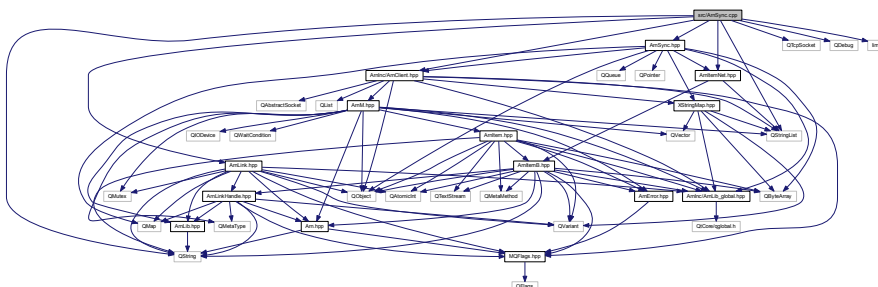 src/ArnSync.cpp
ArnSync.hpp
QTcpSocket
QDebug
lim
ArnInc/ArnClient.hpp
QQueue
QPointer
ArnItemNet.hpp
QAbstractSocket
QList
ArnM.hpp
XStringMap.hpp
QIODevice
QWaitCondition
ArnItem.hpp
QVector
QStringList
ArnLink.hpp
ArnItemB.hpp
QMutex
ArnLinkHandle.hpp
QObject
QAtomicInt
QTextStream
QMetaMethod
ArnError.hpp
ArnInc/ArnLib_global.hpp
QByteArray
QMap
ArnLib.hpp
QMetaType
Arn.hpp
QVariant
QtCore/qglobal.h
QString
MQFlags.hpp
QFlags